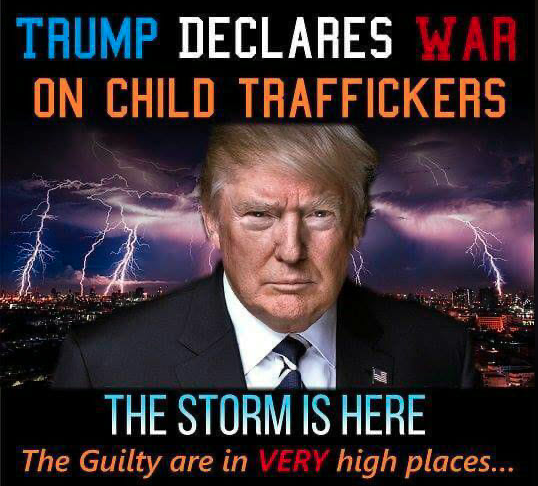 TRUMP DECLARES WAR
ON CHILD TRAFFICKERS
THE STORM IS HERE
The Guilty are in VERY high places...